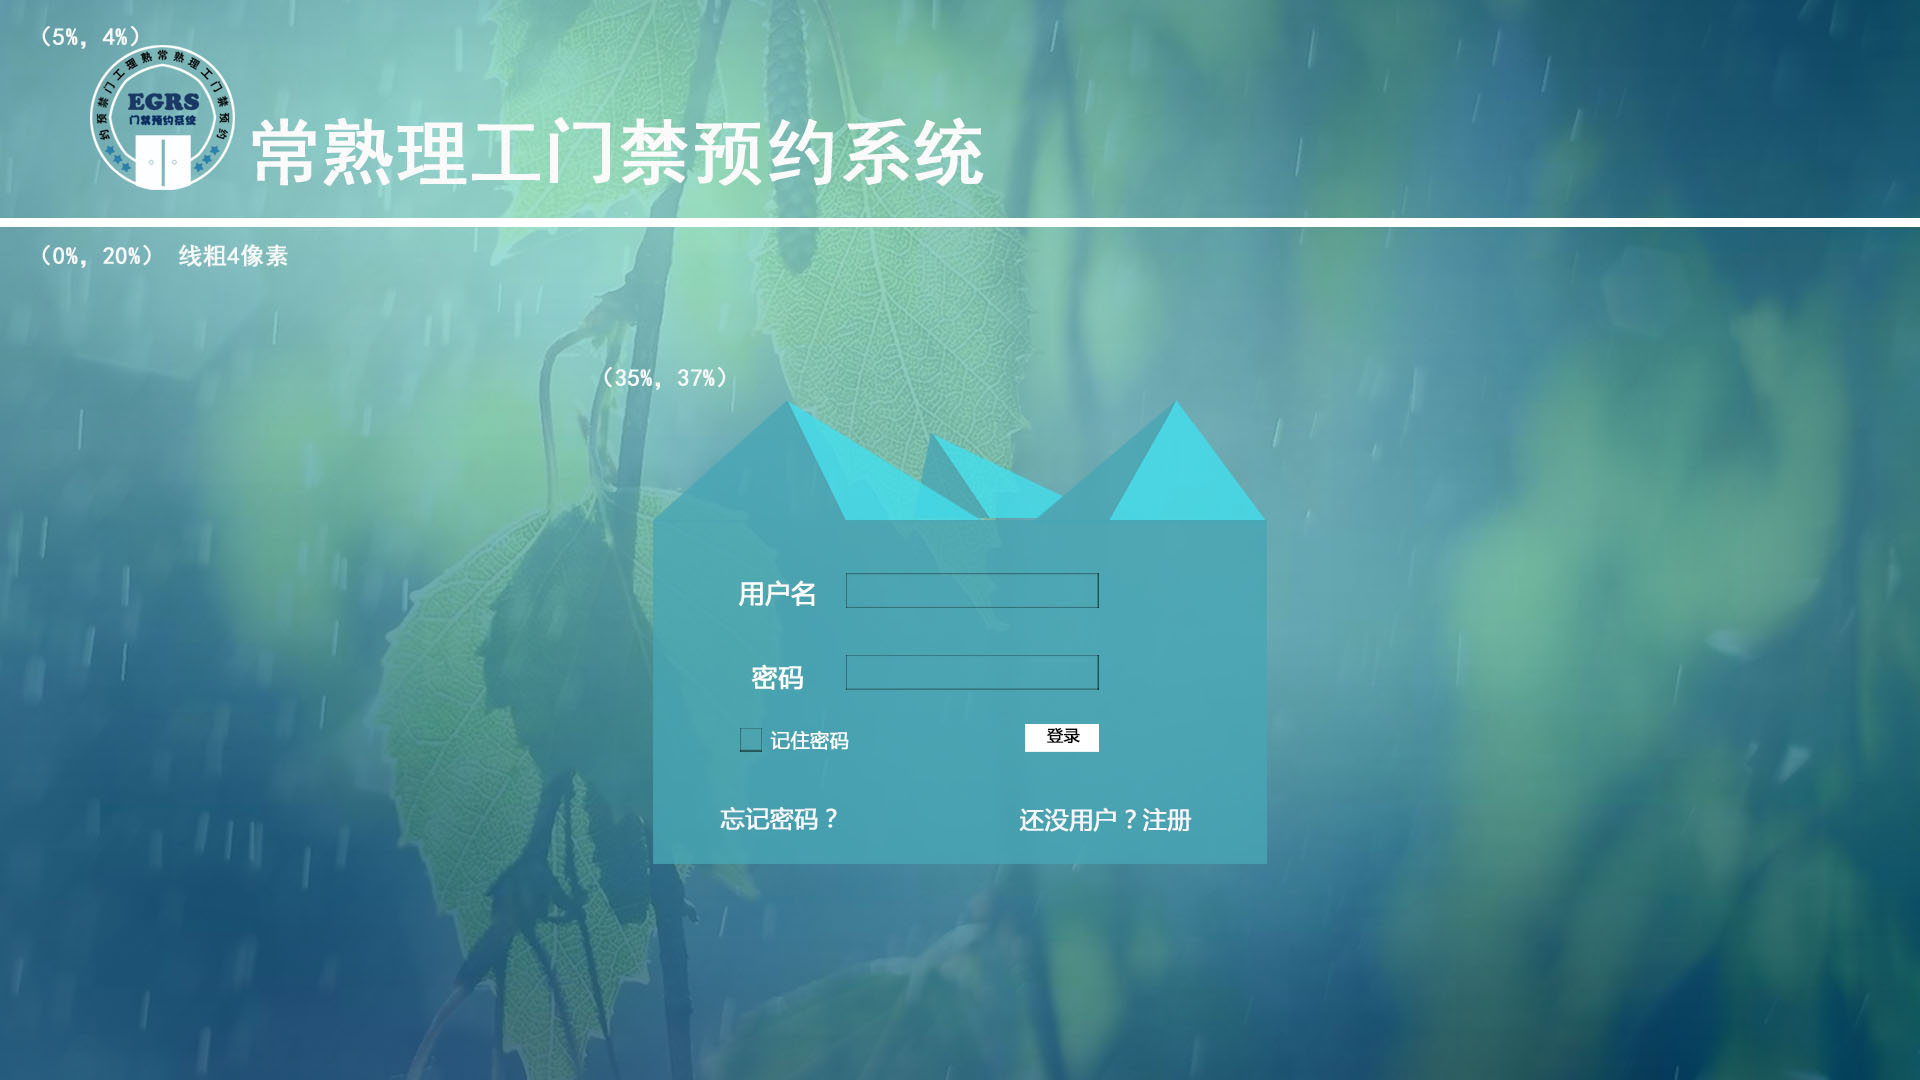 （5%，4%）
约预禁门工理熟常熟理工门禁预约
EGRS
门禁预约系统
常熟理工门禁预约系统
（0%，20%） 线粗4像素
（35%，37%）
用户名
密码
记住密码 登录
忘记密码？ 还没用户？注册